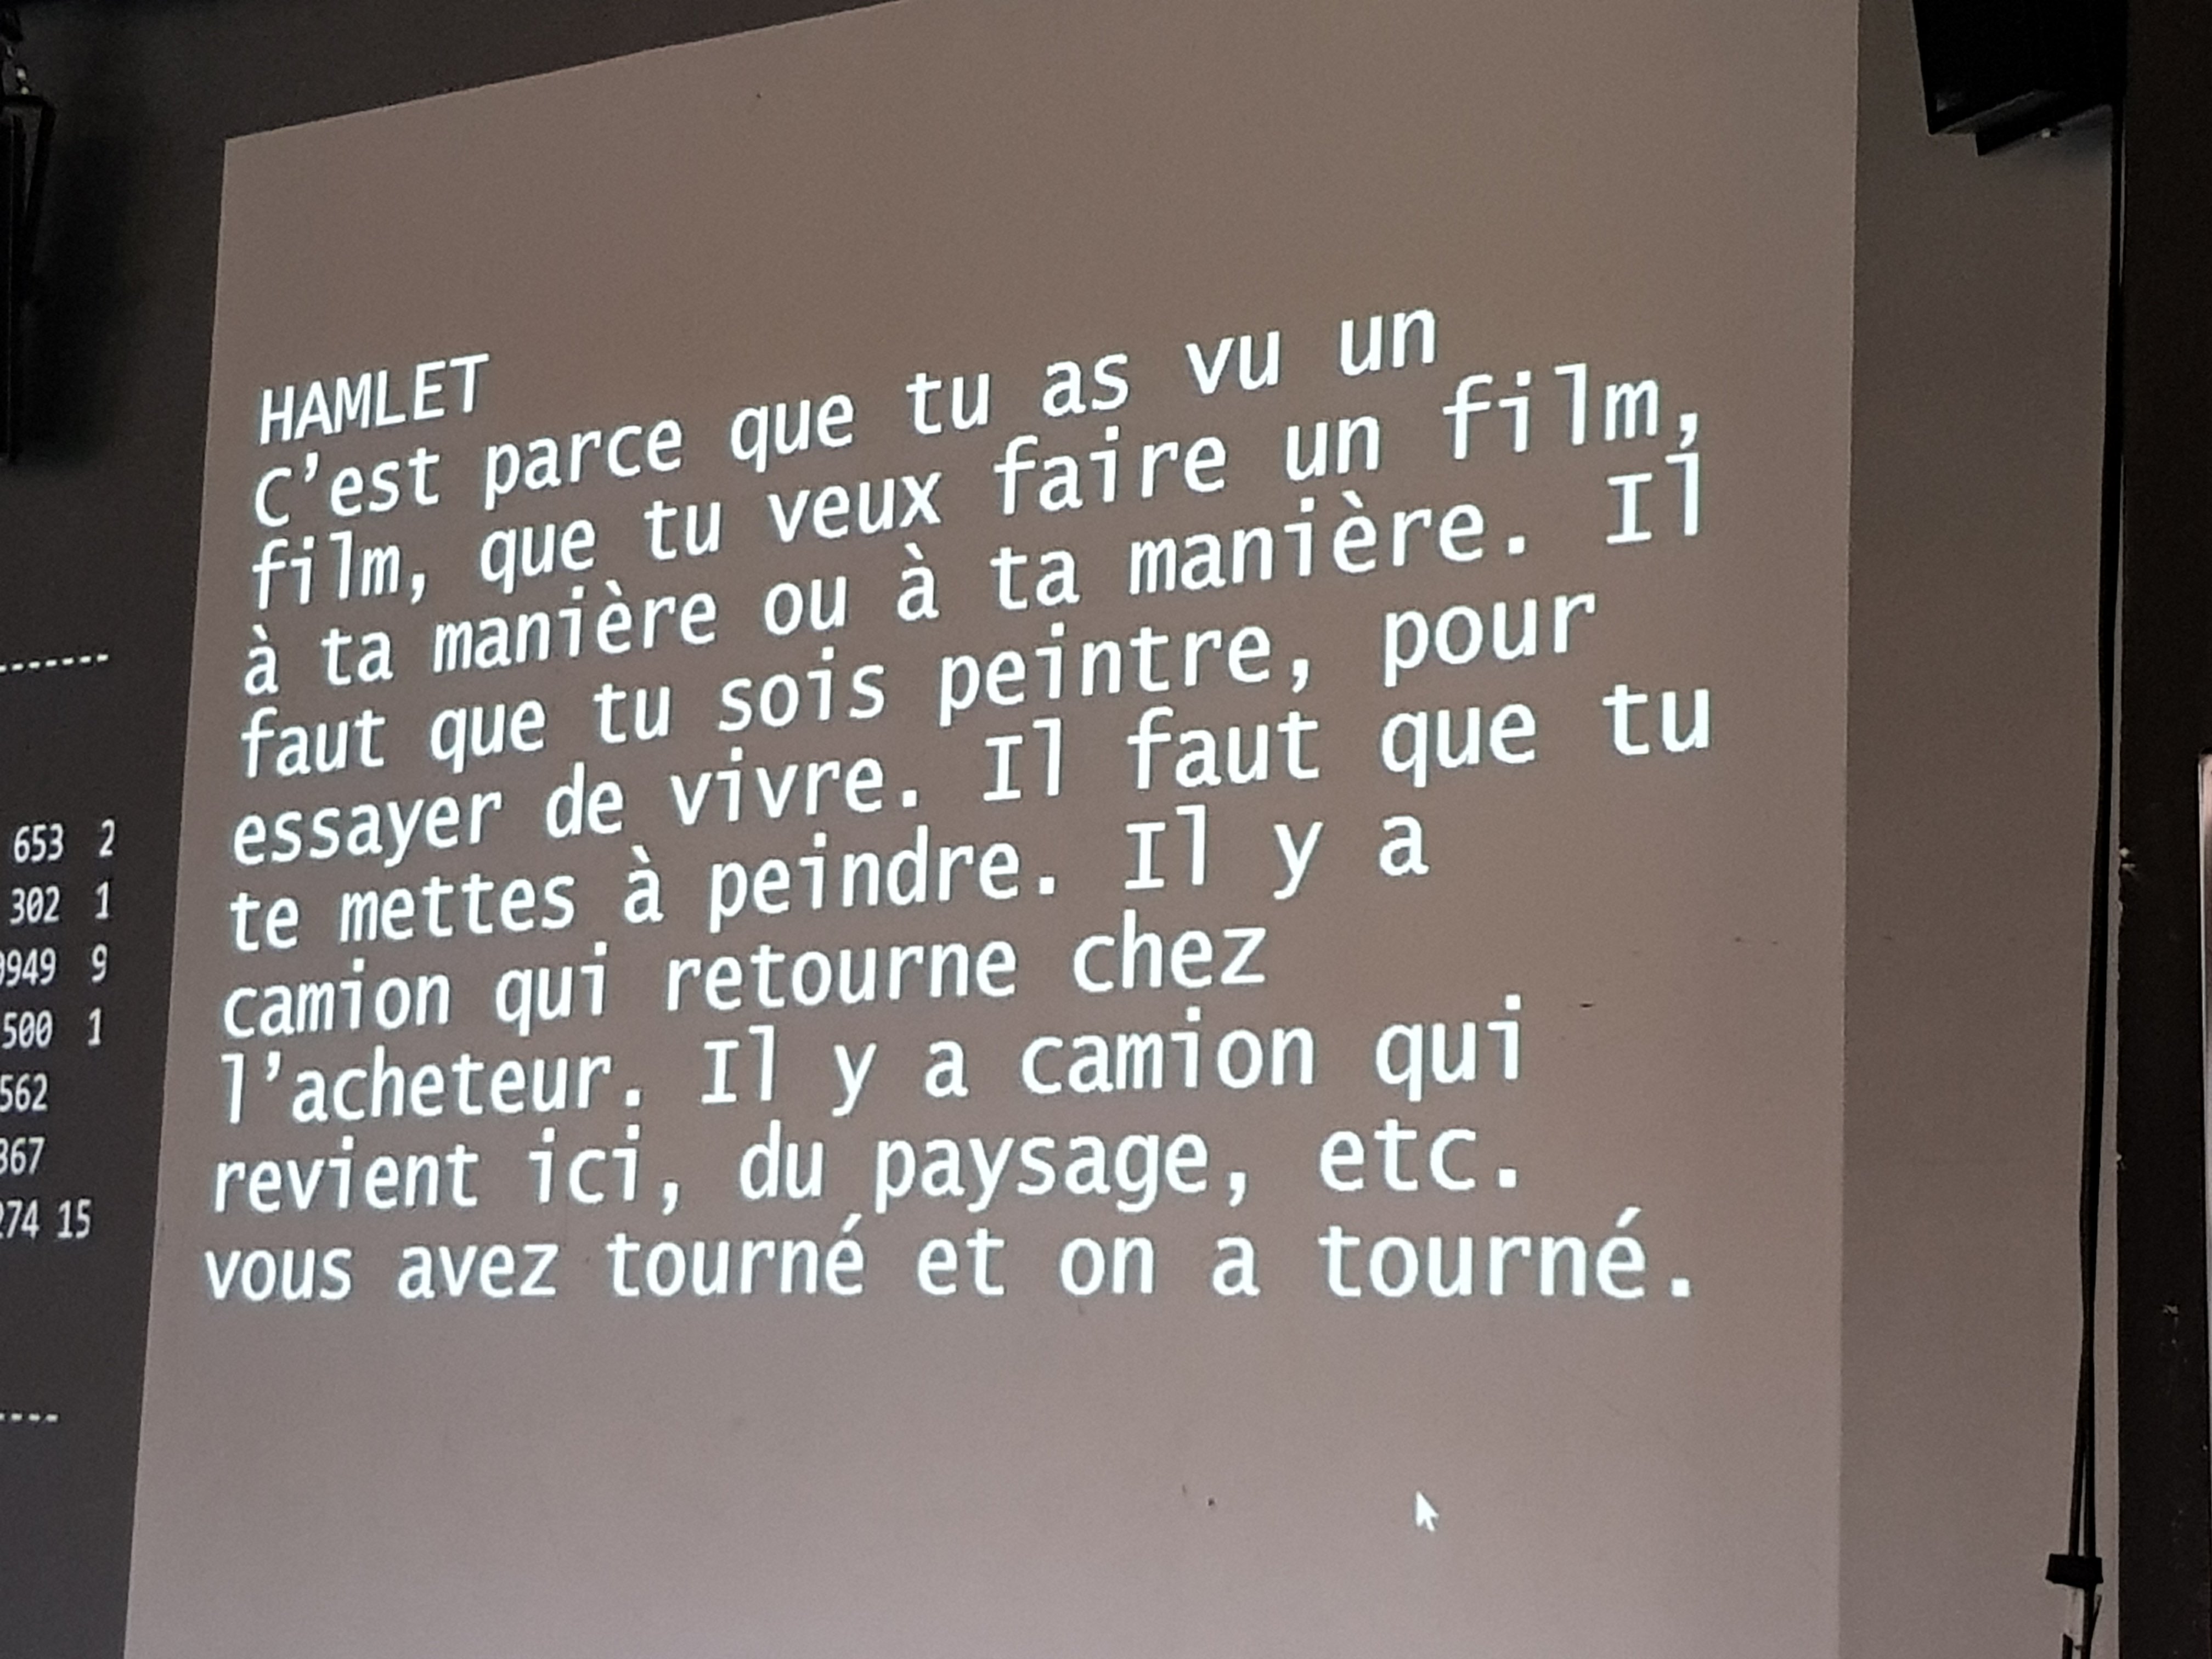 HAMLET
C'est parce que tu as vu un
film, que tu veux faire un film,
à ta manière ou à ta manière. Il
faut que tu sois peintre, pour
essayer de vivre. Il faut que tu
te mettes à peindre. Il y a
camion qui retourne chez
l'acheteur. Il y a camion qui
revient ici, du paysage, etc.
vous avez tourné et on a tourné.
-------
653 2
302 1
9949 9
500 1
562
367
274 15
----